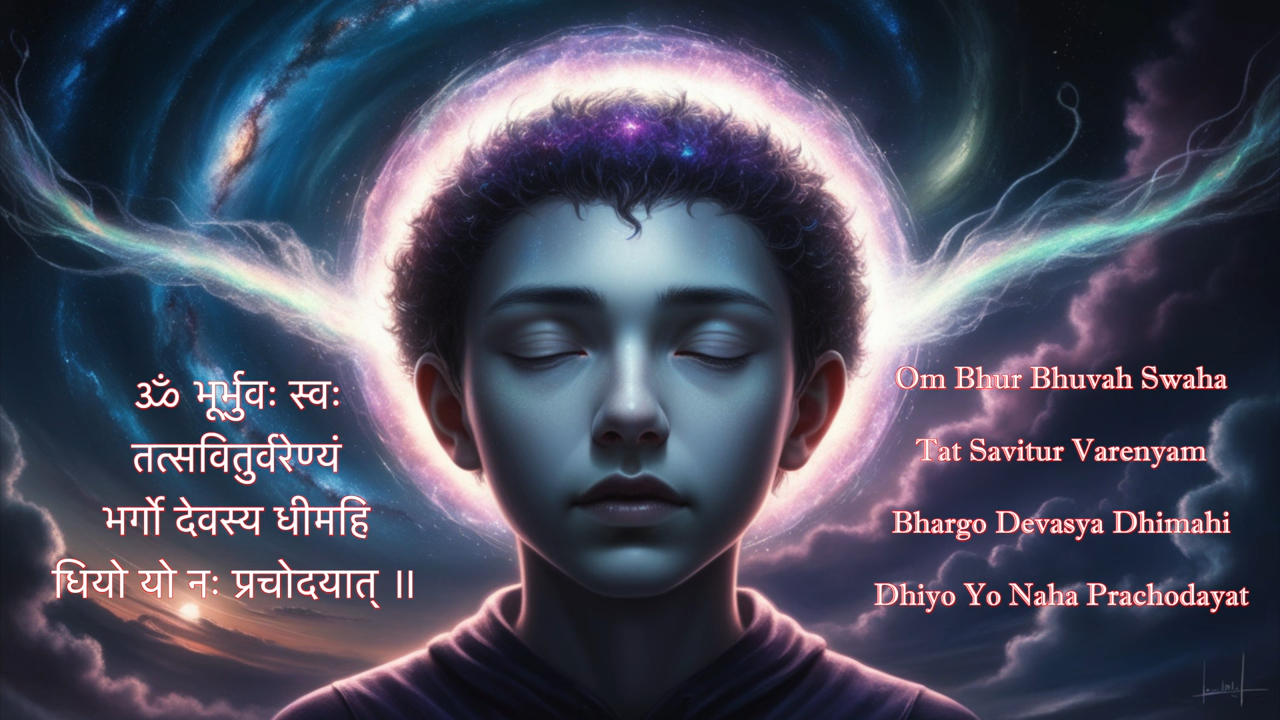 ॐ भूर्भुवः स्वः
तत्सवितुर्वरेण्यं
भर्गो देवस्य धीमहि
धियो यो नः प्रचोदयात् ॥
Om Bhur Bhuvah Swaha
Tat Savitur Varenyam
Bhargo Devasya Dhimahi
Dhiyo Yo Naha Prachodayat